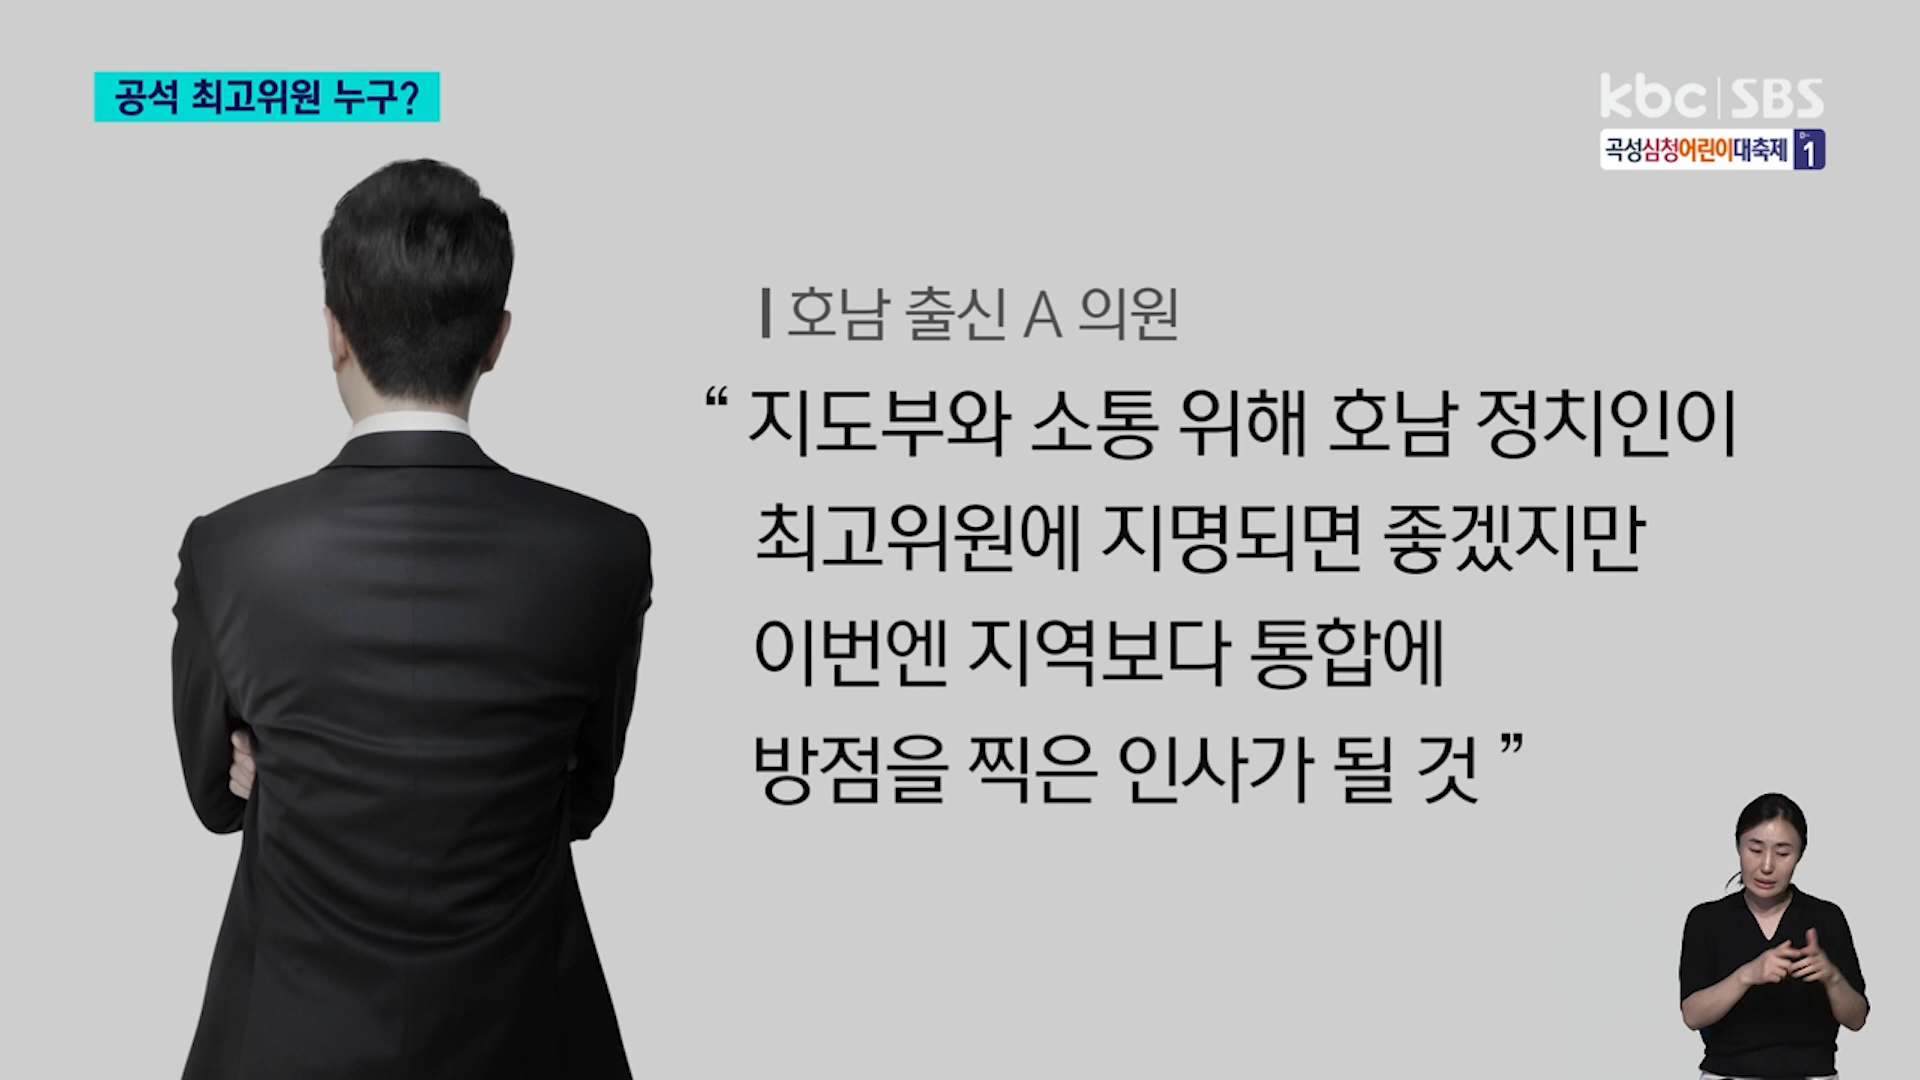 공석 최고위원 누구?
kbc SBS
곡성심청어린이대축제 D-1
호남 출신 A 의원
“ 지도부와 소통 위해 호남 정치인이
최고위원에 지명되면 좋겠지만
이번엔 지역보다 통합에
방점을 찍은 인사가 될 것 ”